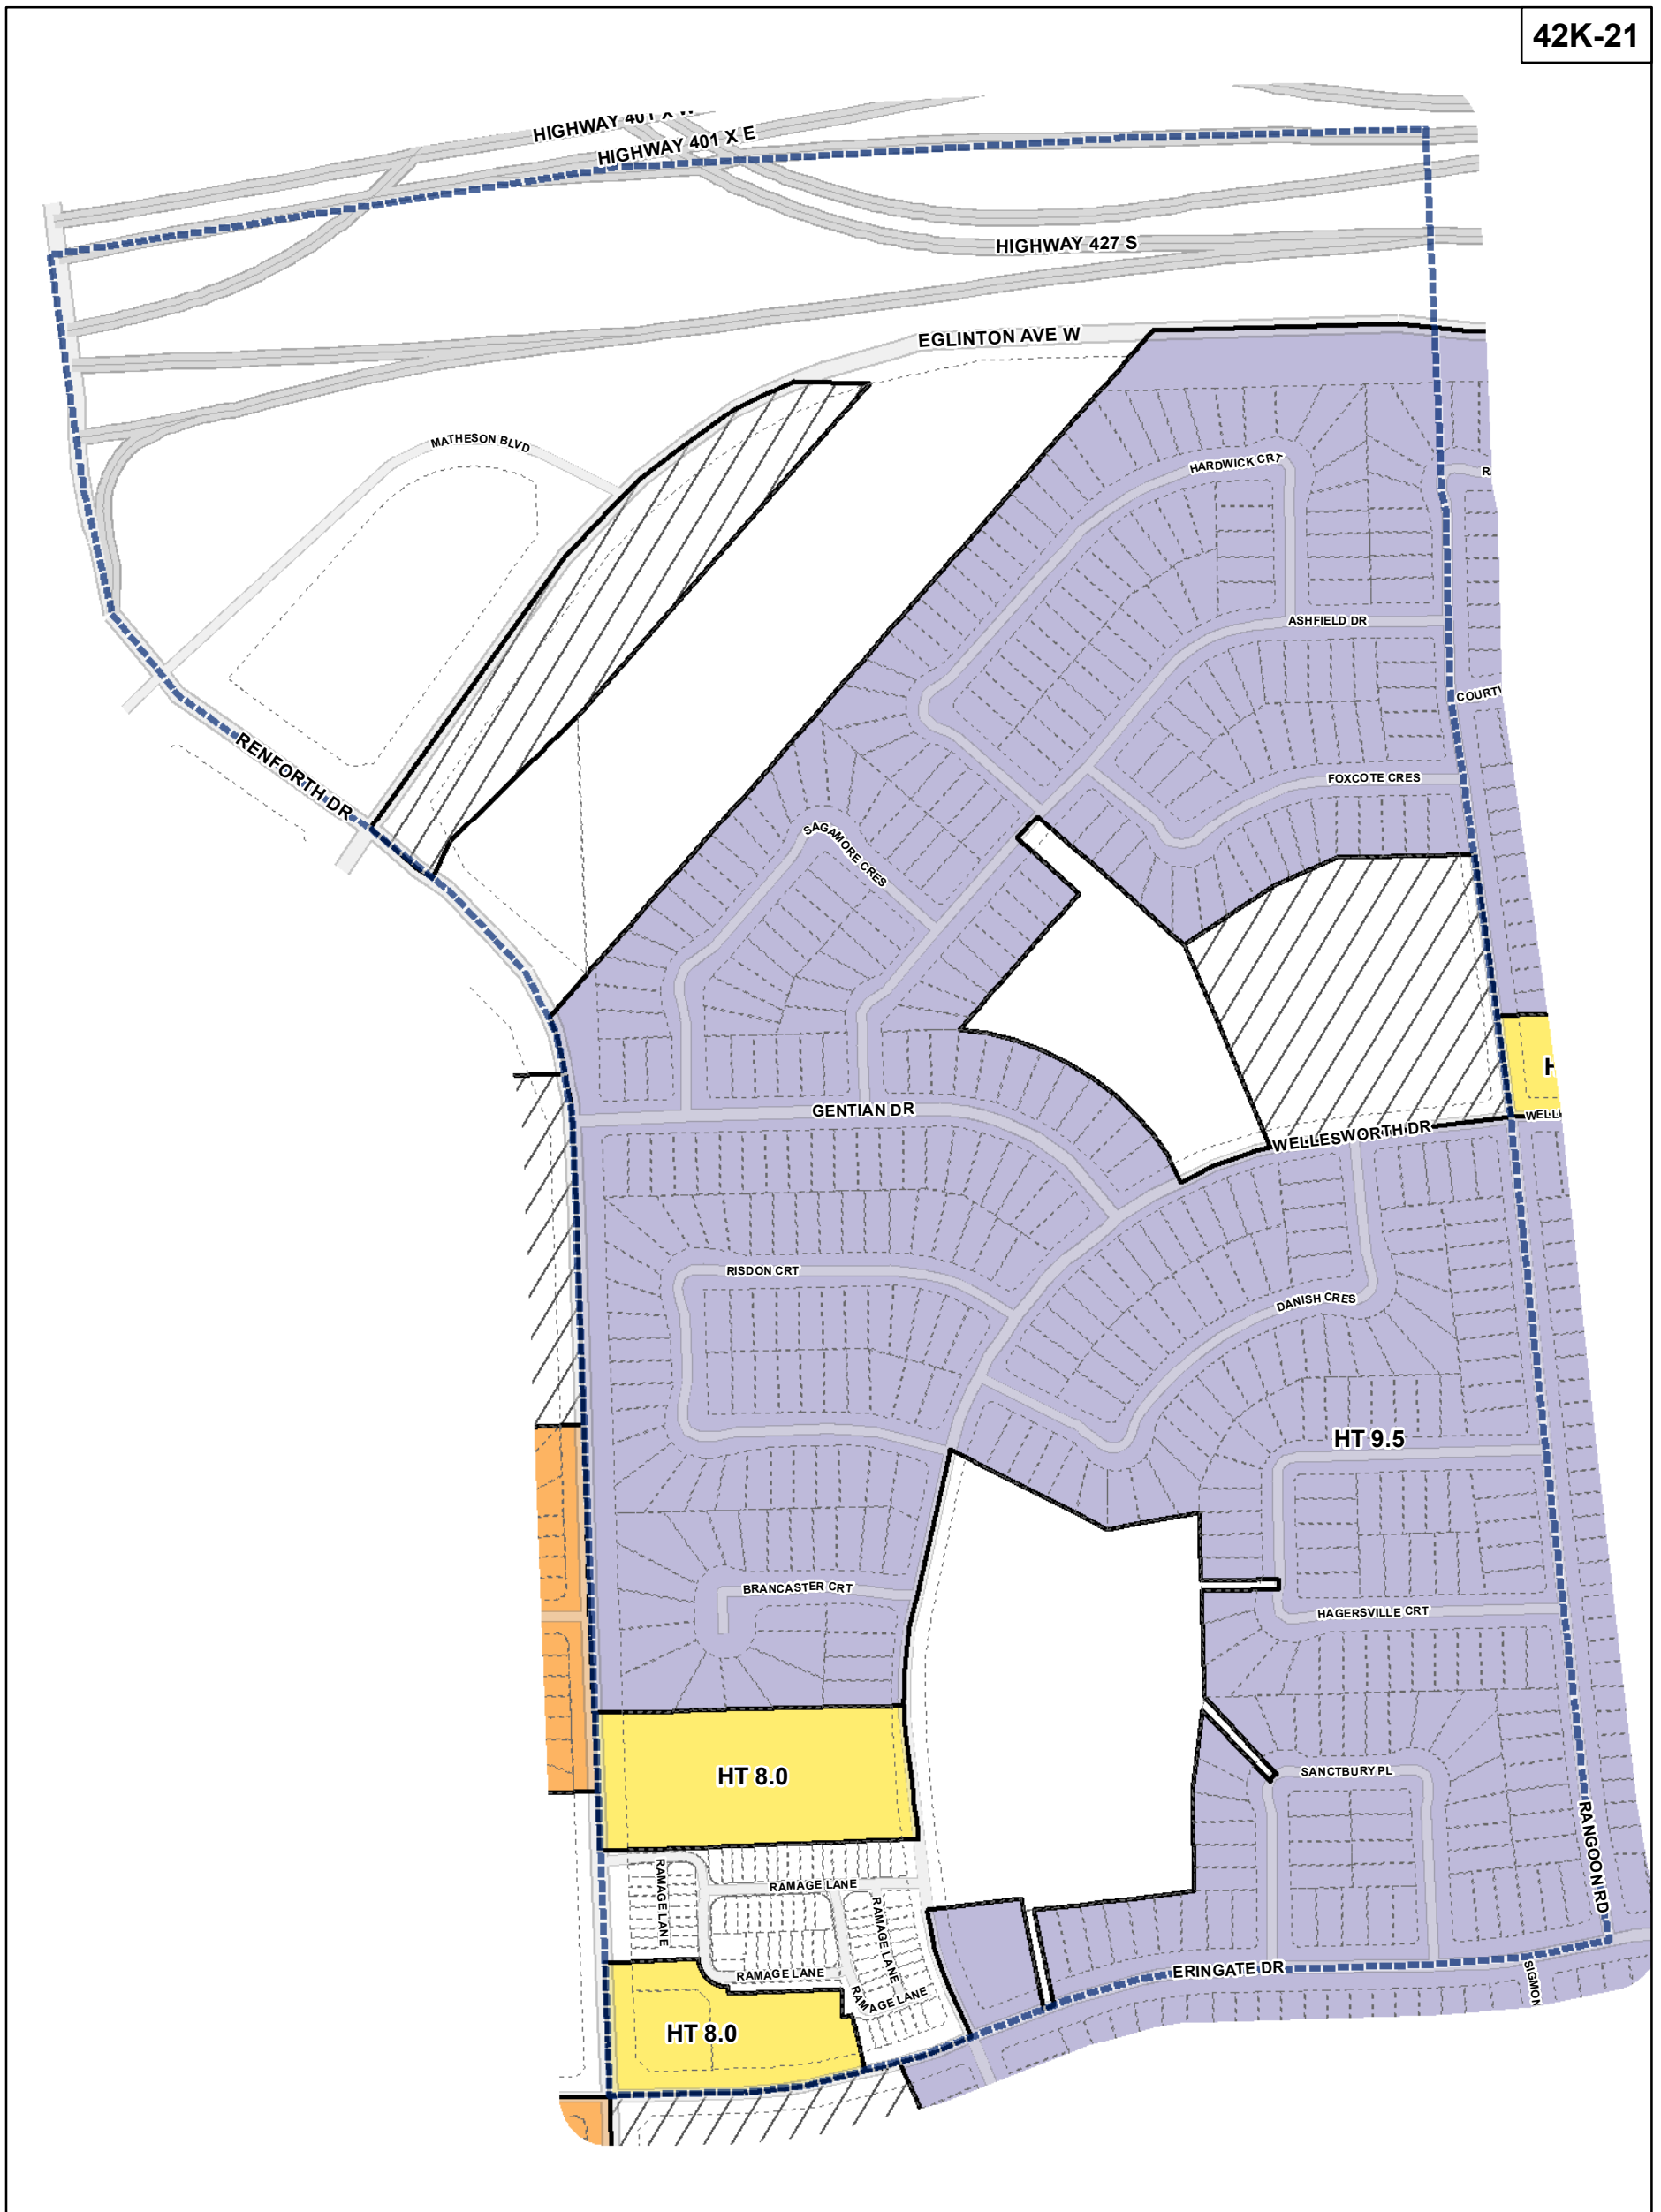 42K-21
HIGHWAY 401 X W
HIGHWAY 401 X E
HIGHWAY 427 S
EGLINTON AVE W
MATHESON BLVD
HARDWICK CRT
ASHFIELD DR
RENFORTH DR
FOXCOTE CRES
SAGAMORE CRES
GENTIAN DR
WELLESWORTH DR
RISDON CRT
DANISH CRES
HT 9.5
BRANCASTER CRT
HAGERSVILLE CRT
HT 8.0
SANCTBURY PL
RANGOON RD
RAMAGE LANE
RAMAGE LANE
RAMAGE LANE
RAMAGE LANE
RAMAGE LANE
ERINGATE DR
SIGMON
HT 8.0